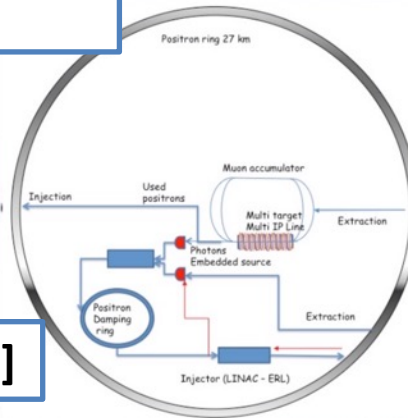 Positron ring 27 km
Muon accumulator
Injection
Used
positrons
Multi target
Multi IP Line
Extraction
Photons
Embedded source
Positron
Damping
ring
Extraction
]
Injector (LINAC - ERL)